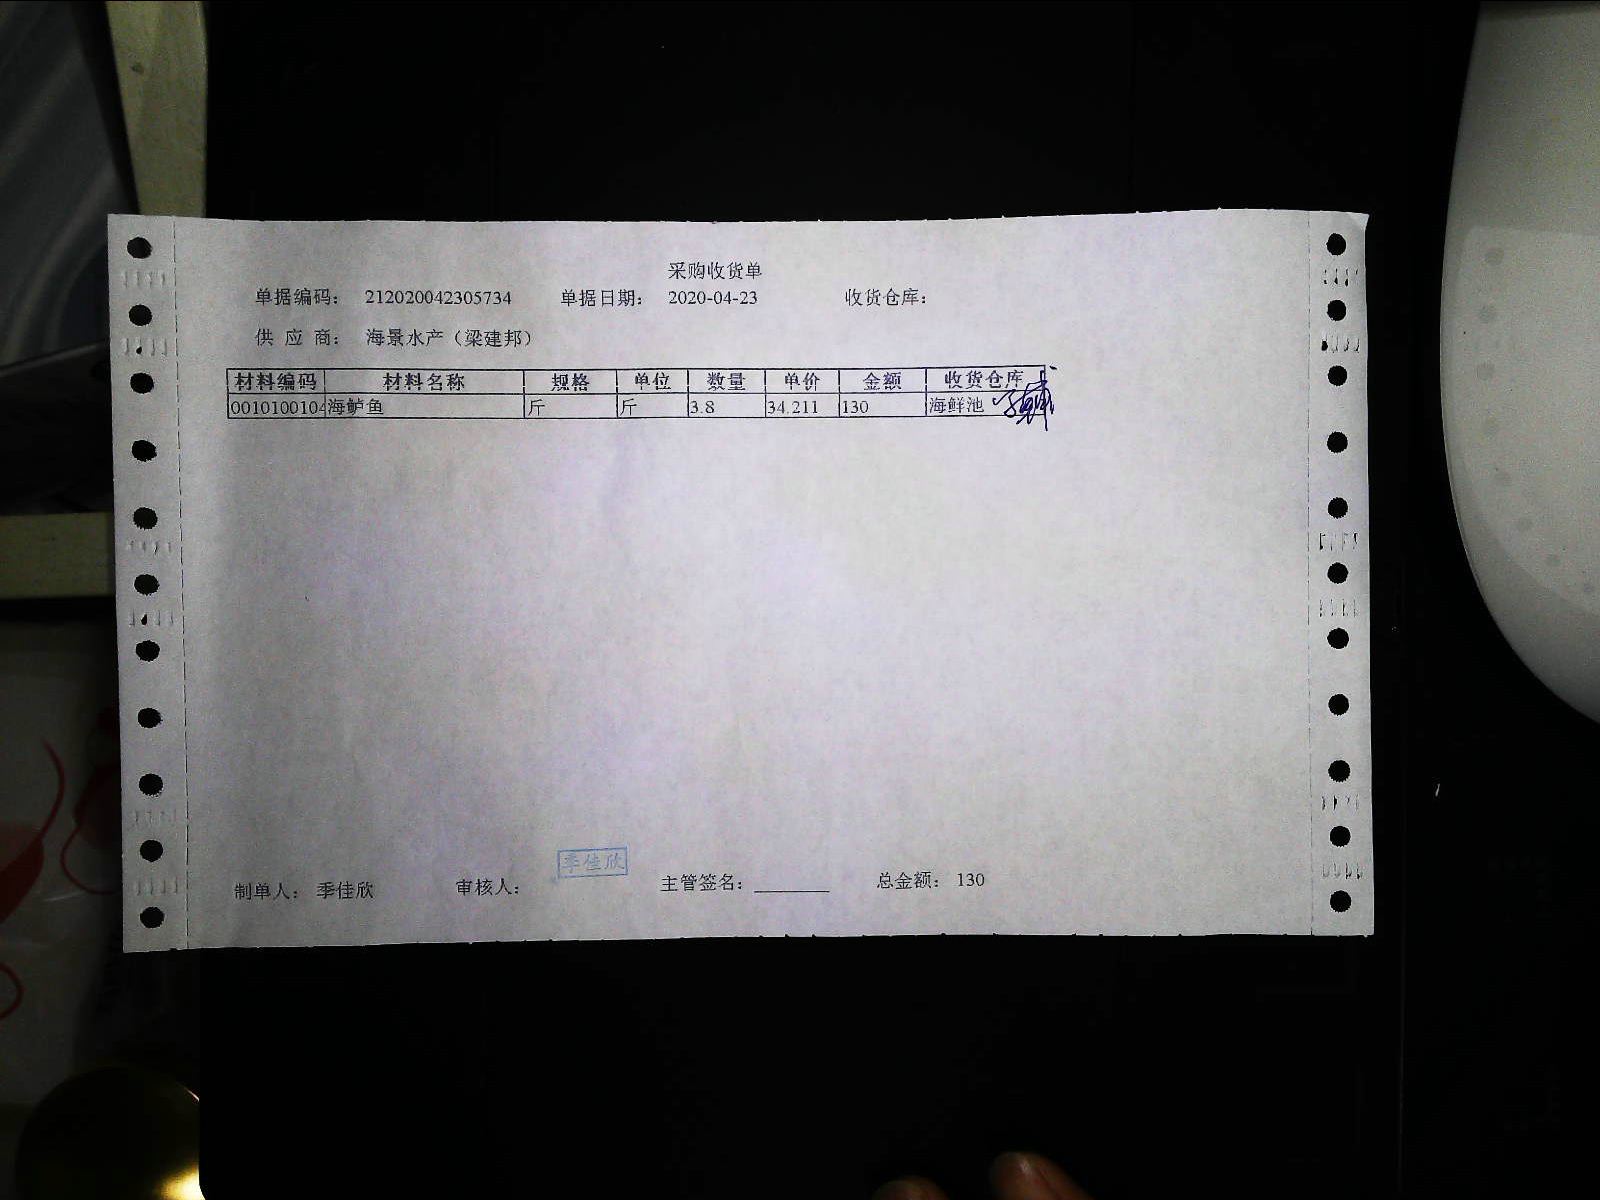 采购收货单
单据编码： 212020042305734 单据日期： 2020-04-23 收货仓库：
供 应 商： 海景水产（梁建邦）
材料编码 材料名称 规格 单位 数量 单价 金额 收货仓库
0010100104 海鲈鱼 斤 斤 3.8 34.211 130 海鲜池
季佳欣
制单人： 季佳欣 审核人： 主管签名： 总金额： 130